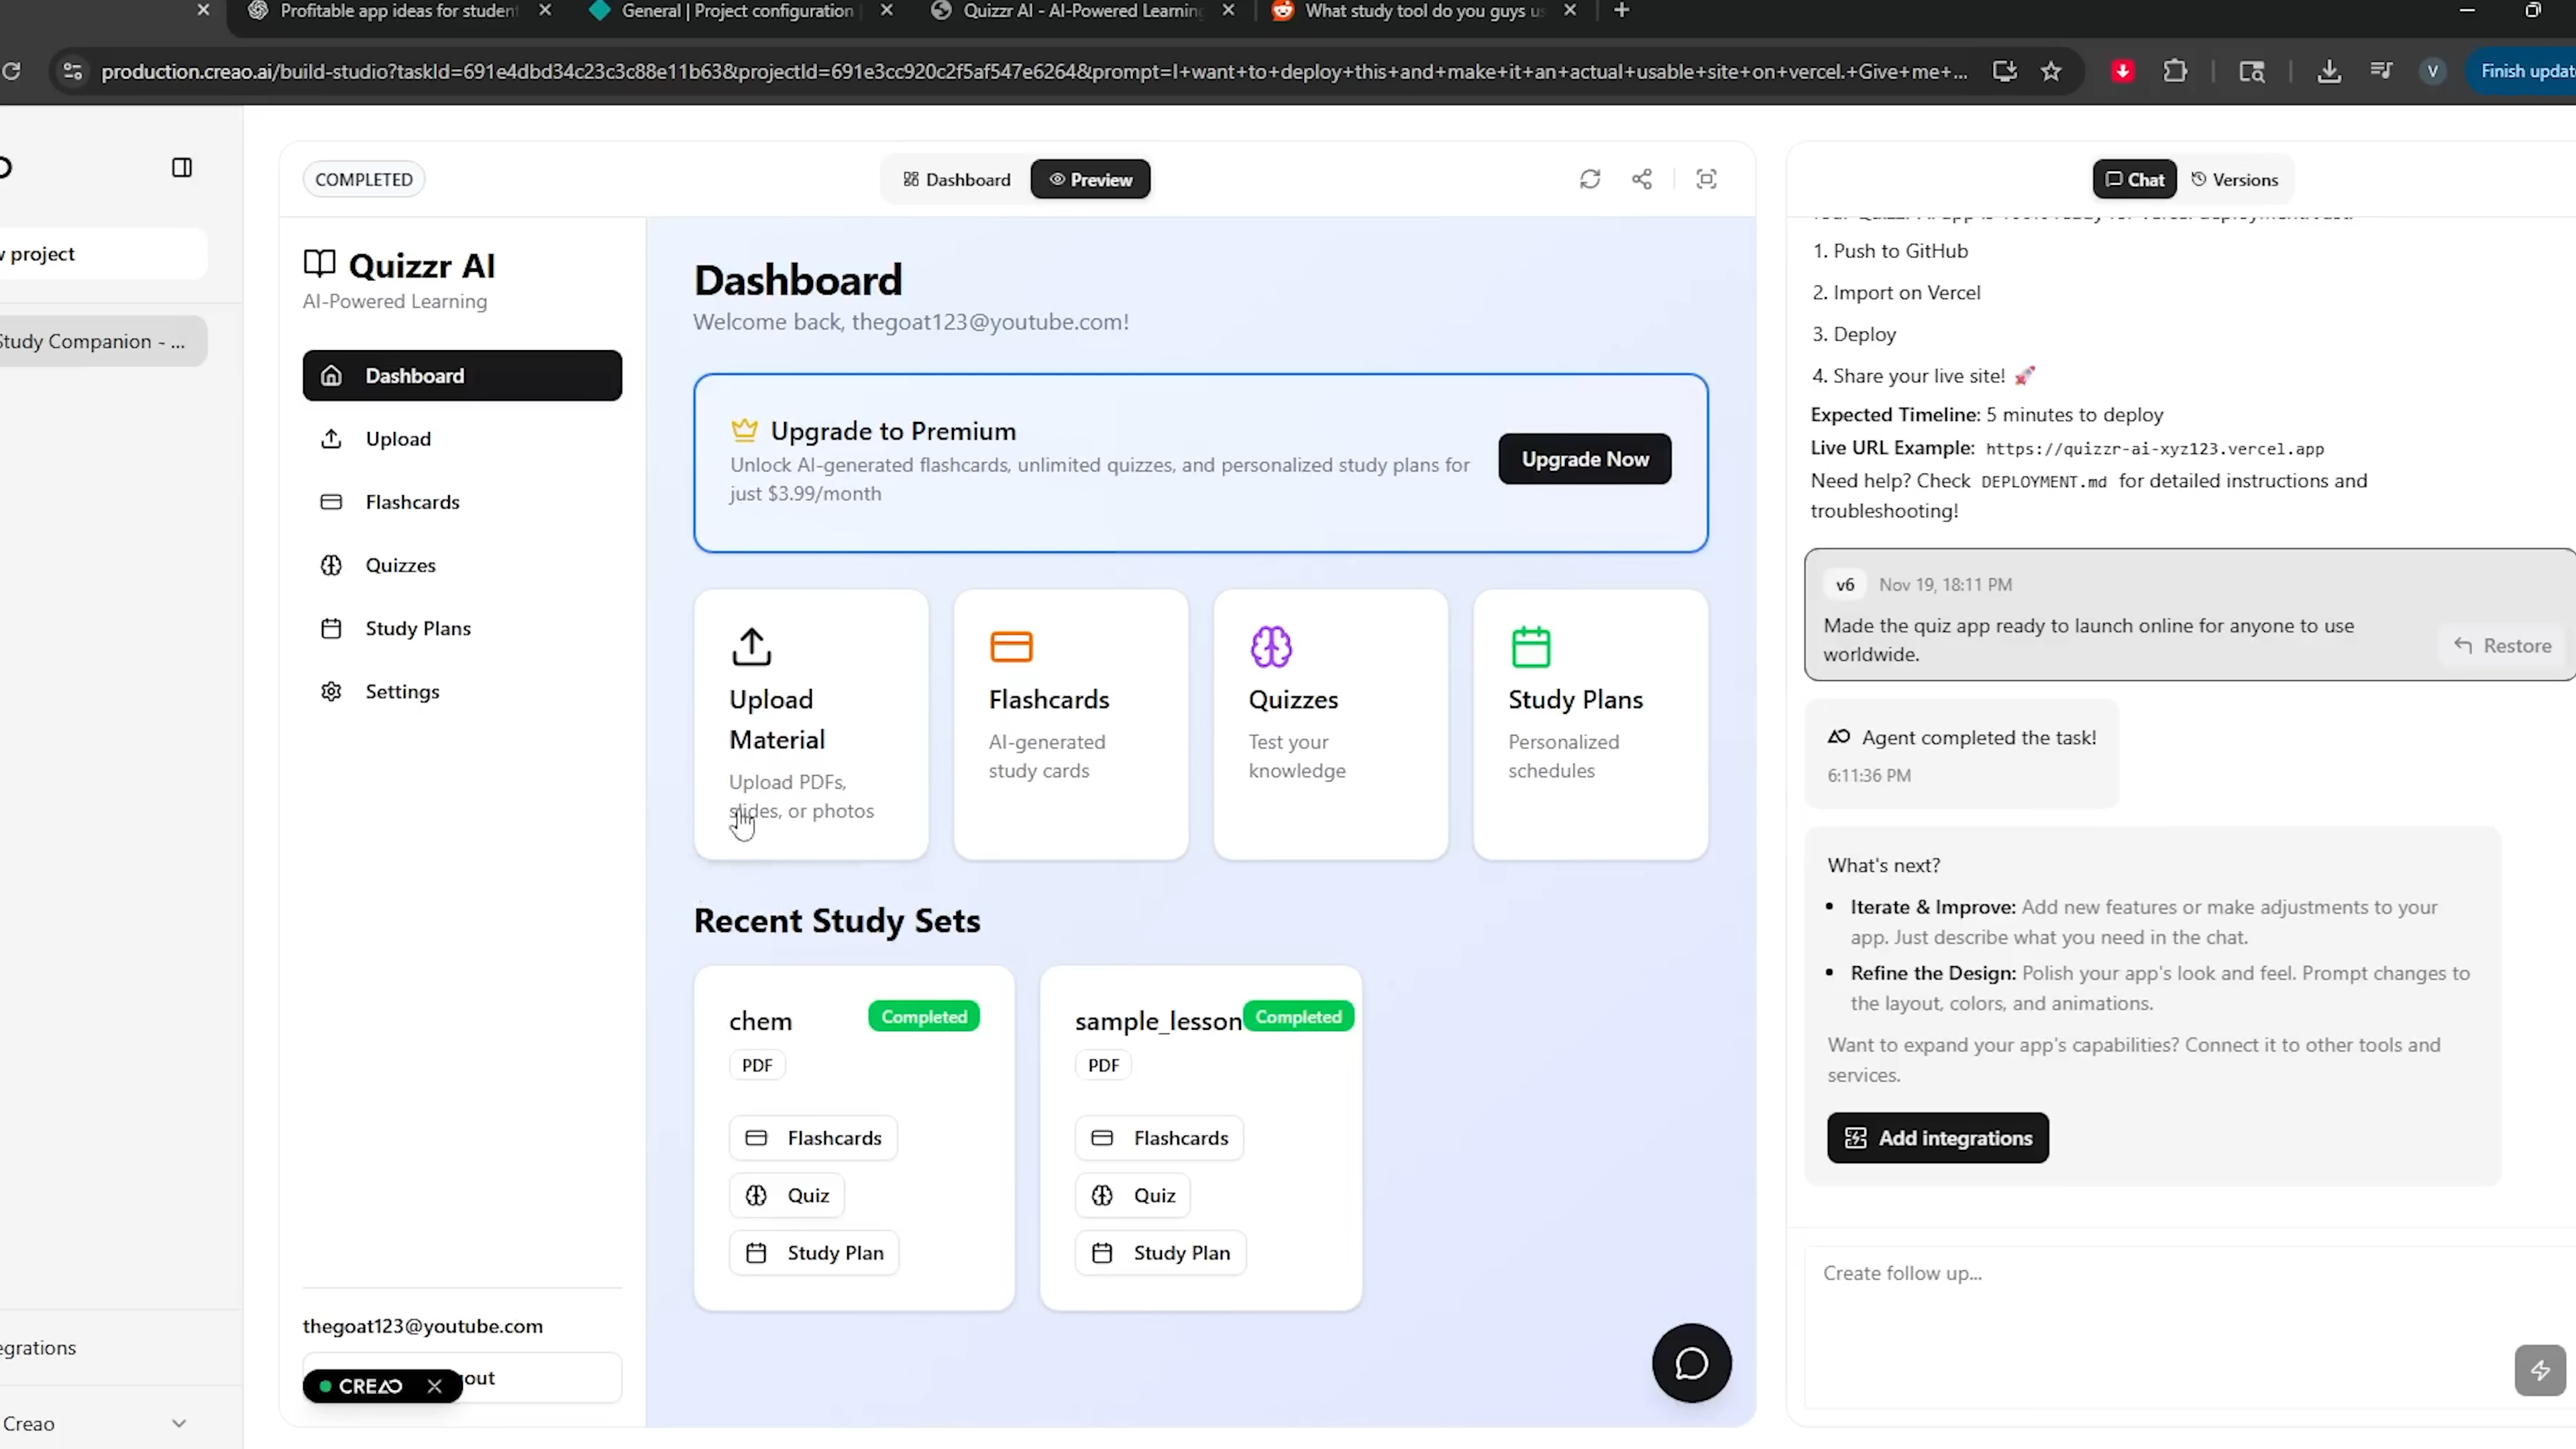 Profitable app ideas for student
General | Project configuration
Quizzr AI - AI-Powered Learning
What study tool do you guys us
production.creao.ai/build-studio?taskId=691e4dbd34c23c3c88e11b63&projectId=691e3cc920c2f5af547e6264&prompt=I+want+to+deploy+this+and+make+it+an+actual+usable+site+on+vercel.+Give+me+...
V
Finish updat
project
Study Companion - ...
egrations
Creao
COMPLETED
Dashboard
Preview
Quizzr AI
AI-Powered Learning
Dashboard
Upload
Flashcards
Quizzes
Study Plans
Settings
thegoat123@youtube.com
out
CREAO
Dashboard
Welcome back, thegoat123@youtube.com!
Upgrade to Premium
Unlock AI-generated flashcards, unlimited quizzes, and personalized study plans for
just $3.99/month
Upgrade Now
Upload
Material
Upload PDFs,
slides, or photos
Flashcards
AI-generated
study cards
Quizzes
Test your
knowledge
Study Plans
Personalized
schedules
Recent Study Sets
chem
Completed
PDF
Flashcards
Quiz
Study Plan
sample_lesson
Completed
PDF
Flashcards
Quiz
Study Plan
Chat
Versions
1. Push to GitHub
2. Import on Vercel
3. Deploy
4. Share your live site! 🚀
Expected Timeline: 5 minutes to deploy
Live URL Example: https://quizzr-ai-xyz123.vercel.app
Need help? Check DEPLOYMENT.md for detailed instructions and
troubleshooting!
v6 Nov 19, 18:11 PM
Made the quiz app ready to launch online for anyone to use
worldwide.
Restore
Agent completed the task!
6:11:36 PM
What's next?
• Iterate & Improve: Add new features or make adjustments to your
app. Just describe what you need in the chat.
• Refine the Design: Polish your app's look and feel. Prompt changes to
the layout, colors, and animations.
Want to expand your app's capabilities? Connect it to other tools and
services.
Add integrations
Create follow up...